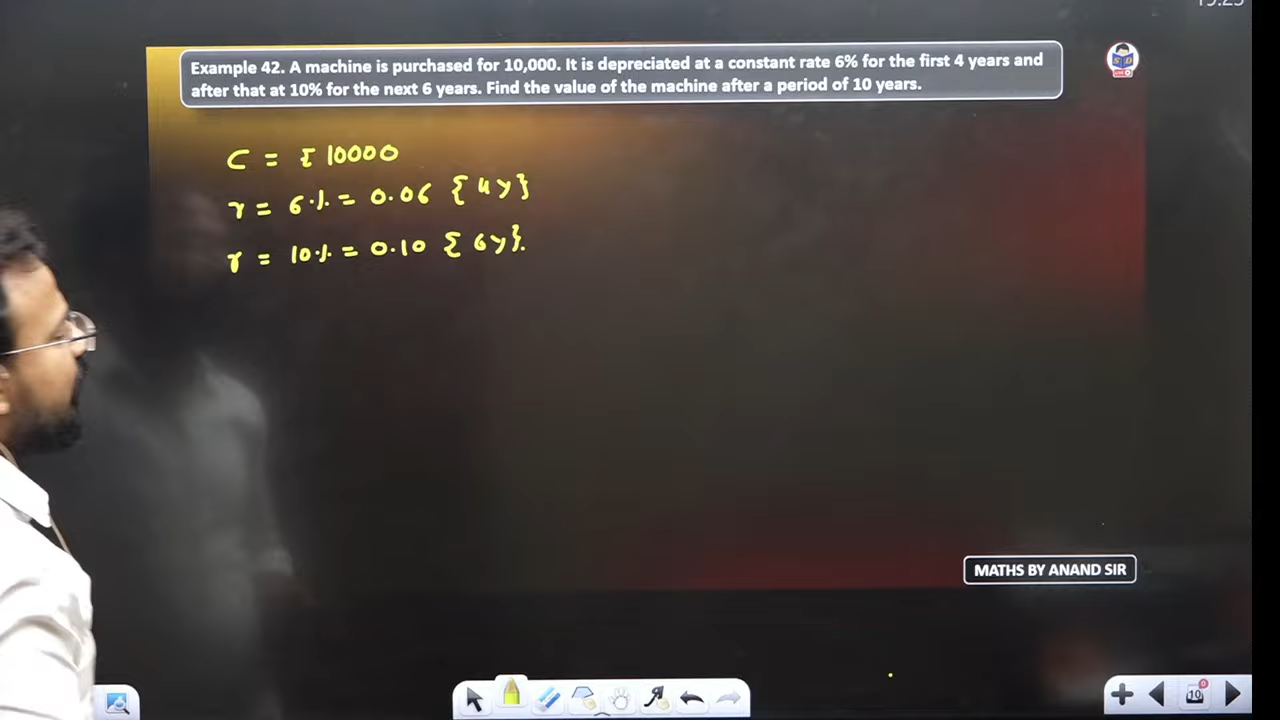 Example 42. A machine is purchased for 10,000. It is depreciated at a constant rate 6% for the first 4 years and
after that at 10% for the next 6 years. Find the value of the machine after a period of 10 years.
C = ₹ 10000
r = 6% = 0.06 { 4y }
r = 10% = 0.10 { 6y}.
MATHS BY ANAND SIR
10